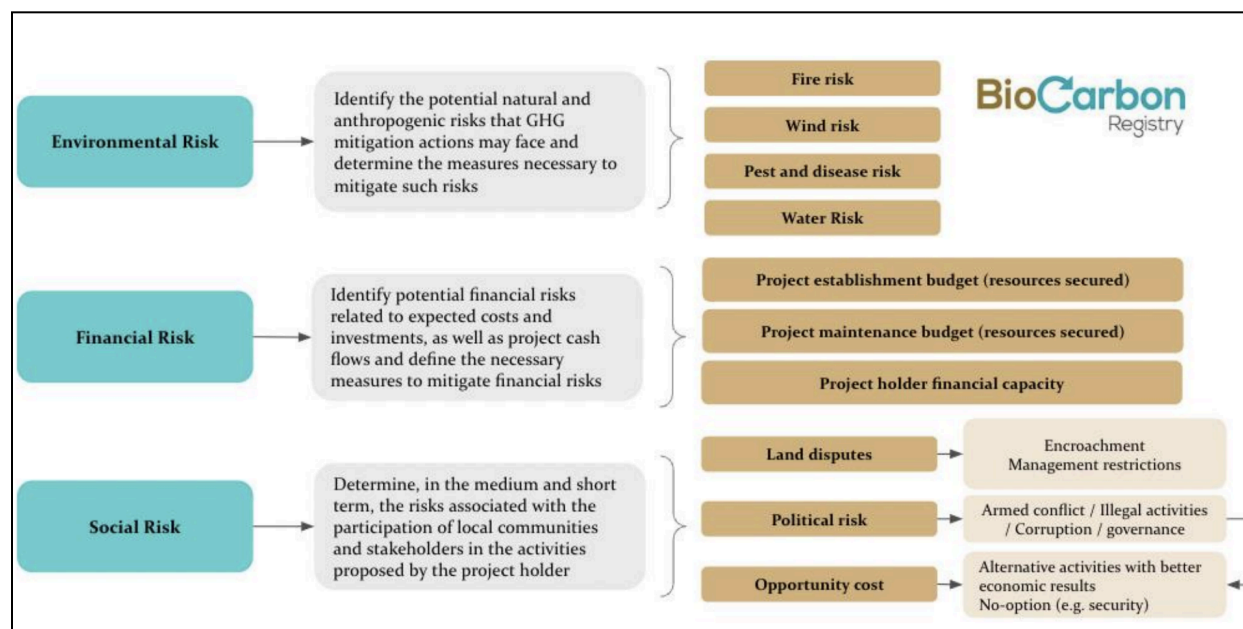 Environmental Risk
Identify the potential natural and
anthropogenic risks that GHG
mitigation actions may face and
determine the measures necessary to
mitigate such risks
Fire risk
Wind risk
Pest and disease risk
Water Risk
BioCarbon
Registry
Financial Risk
Identify potential financial risks
related to expected costs and
investments, as well as project cash
flows and define the necessary
measures to mitigate financial risks
Project establishment budget (resources secured)
Project maintenance budget (resources secured)
Project holder financial capacity
Social Risk
Determine, in the medium and short
term, the risks associated with the
participation of local communities
and stakeholders in the activities
proposed by the project holder
Land disputes
Encroachment
Management restrictions
Political risk
Armed conflict / Illegal activities
/ Corruption / governance
Opportunity cost
Alternative activities with better
economic results
No-option (e.g. security)